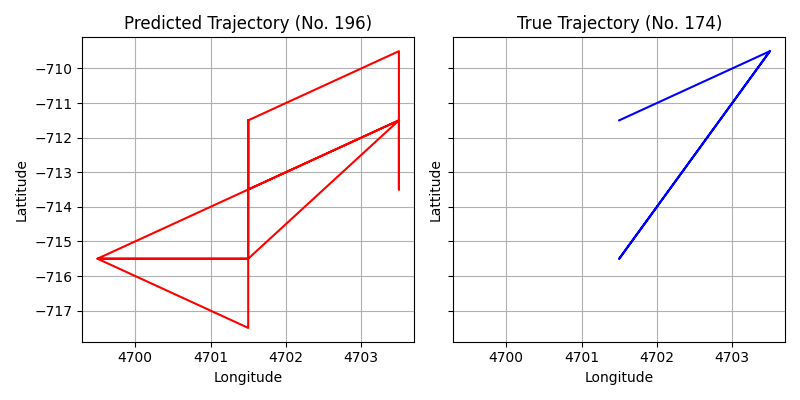 Predicted Trajectory (No. 196)
−710
−711
−712
−713
−714
−715
−716
−717
Lattitude
4700 4701 4702 4703
Longitude
True Trajectory (No. 174)
Lattitude
4700 4701 4702 4703
Longitude